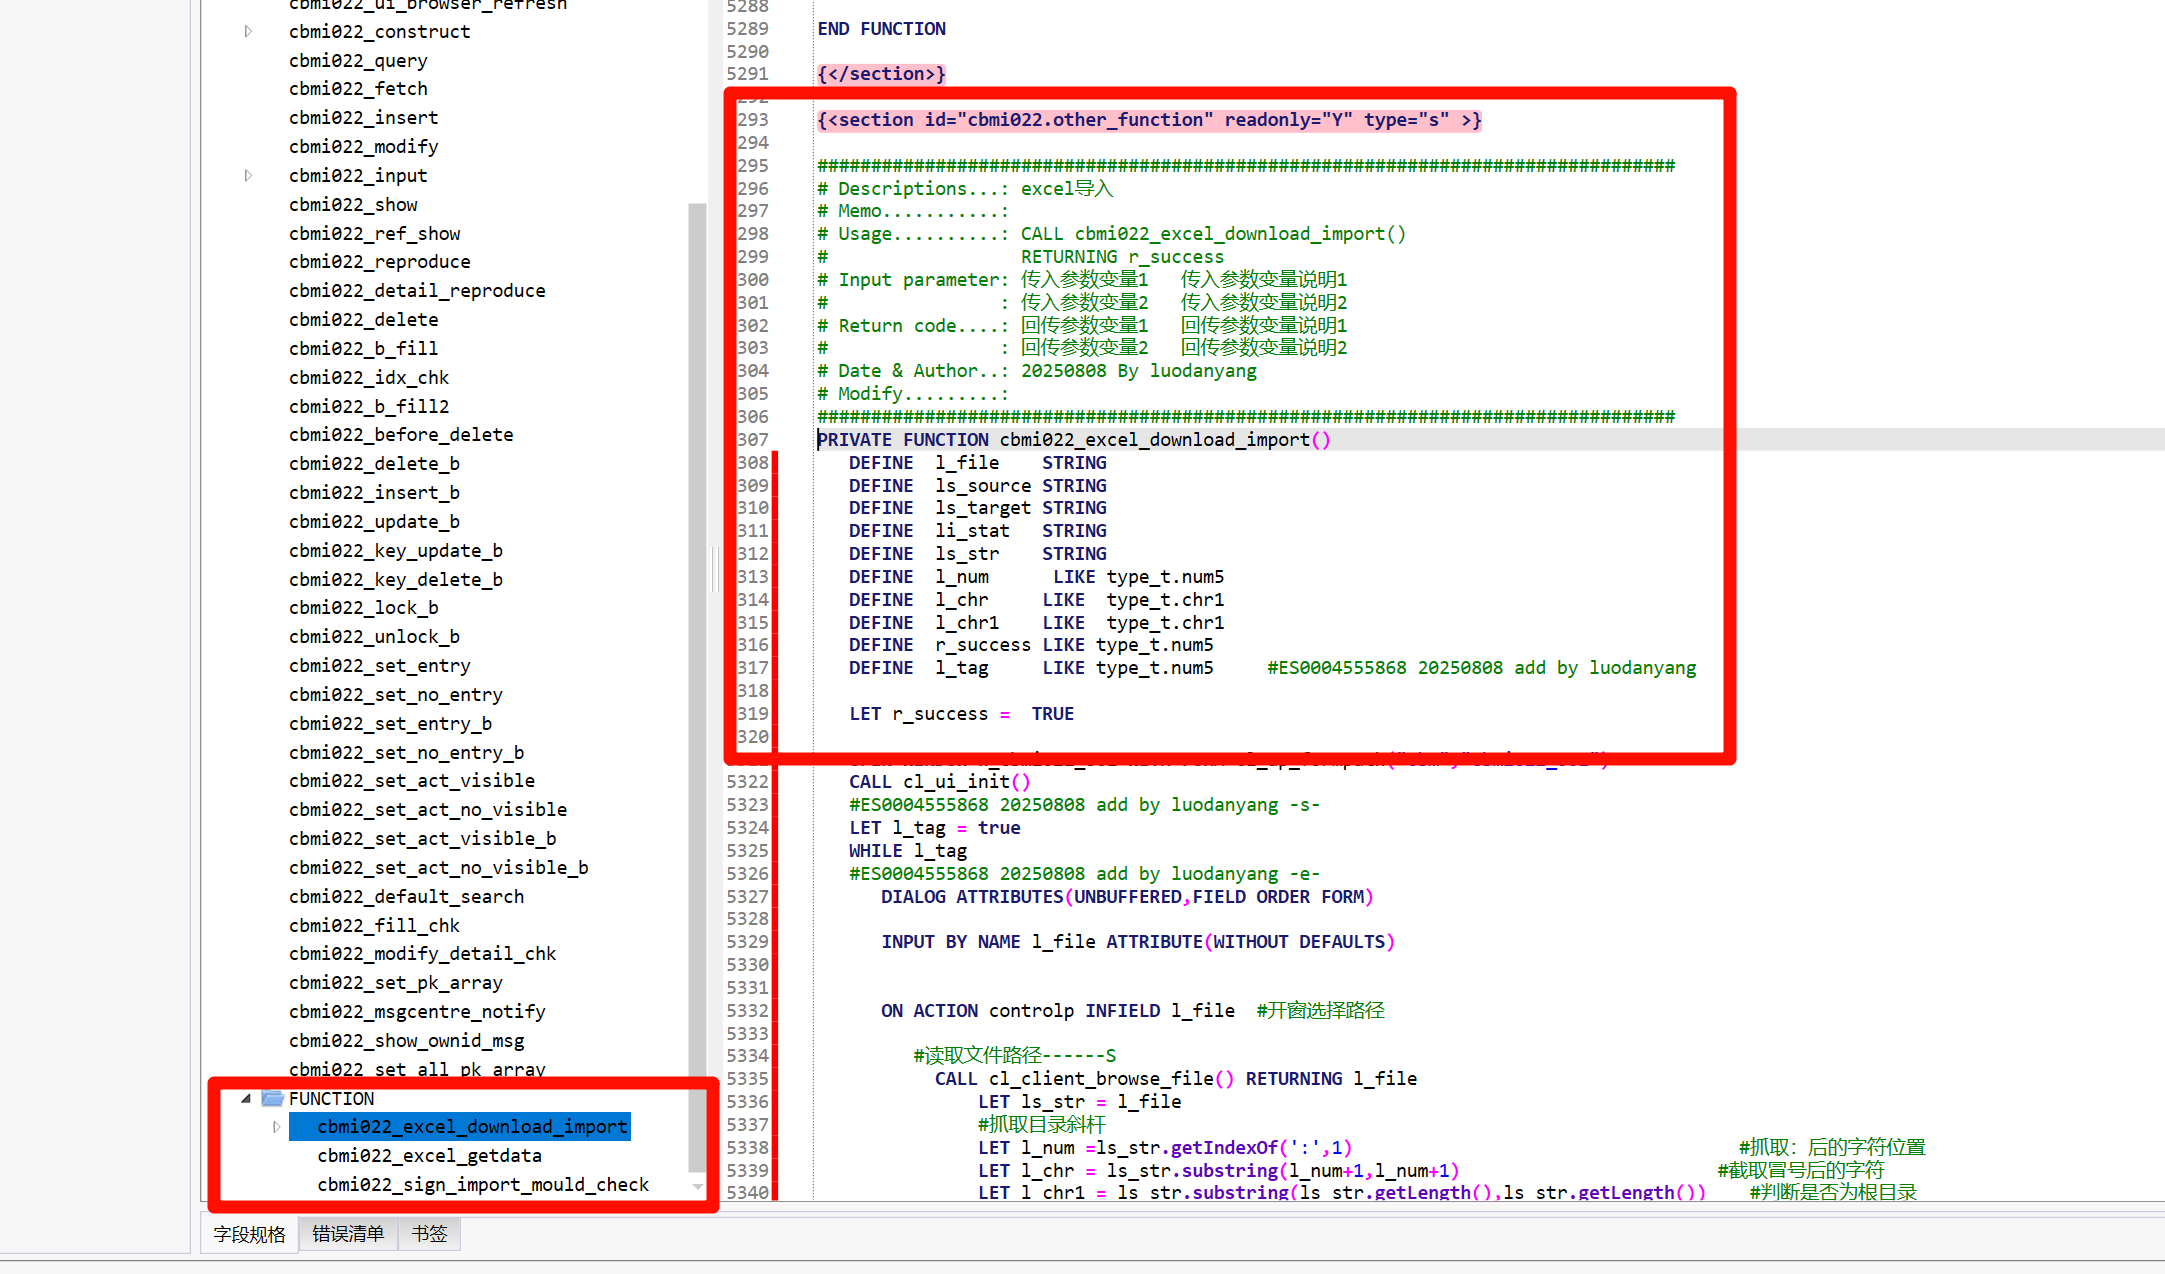 cbmi022_ui_browser_refresh
cbmi022_construct
cbmi022_query
cbmi022_fetch
cbmi022_insert
cbmi022_modify
cbmi022_input
cbmi022_show
cbmi022_ref_show
cbmi022_reproduce
cbmi022_detail_reproduce
cbmi022_delete
cbmi022_b_fill
cbmi022_idx_chk
cbmi022_b_fill2
cbmi022_before_delete
cbmi022_delete_b
cbmi022_insert_b
cbmi022_update_b
cbmi022_key_update_b
cbmi022_key_delete_b
cbmi022_lock_b
cbmi022_unlock_b
cbmi022_set_entry
cbmi022_set_no_entry
cbmi022_set_entry_b
cbmi022_set_no_entry_b
cbmi022_set_act_visible
cbmi022_set_act_no_visible
cbmi022_set_act_visible_b
cbmi022_set_act_no_visible_b
cbmi022_default_search
cbmi022_fill_chk
cbmi022_modify_detail_chk
cbmi022_set_pk_array
cbmi022_msgcentre_notify
cbmi022_show_ownid_msg
cbmi022_set_all_pk_array
FUNCTION
cbmi022_excel_download_import
cbmi022_excel_getdata
cbmi022_sign_import_mould_check
字段规格 错误清单 书签
5288
5289 END FUNCTION
5290
5291 {</section>}
292
293 {<section id="cbmi022.other_function" readonly="Y" type="s" >}
294
295 ################################################################################
296 # Descriptions...: excel导入
297 # Memo...........:
298 # Usage..........: CALL cbmi022_excel_download_import()
299 #                  RETURNING r_success
300 # Input parameter: 传入参数变量1   传入参数变量说明1
301 #                : 传入参数变量2   传入参数变量说明2
302 # Return code....: 回传参数变量1   回传参数变量说明1
303 #                : 回传参数变量2   回传参数变量说明2
304 # Date & Author..: 20250808 By luodanyang
305 # Modify.........:
306 ################################################################################
307 PRIVATE FUNCTION cbmi022_excel_download_import()
308    DEFINE  l_file    STRING
309    DEFINE  ls_source STRING
310    DEFINE  ls_target STRING
311    DEFINE  li_stat   STRING
312    DEFINE  ls_str    STRING
313    DEFINE  l_num      LIKE type_t.num5
314    DEFINE  l_chr     LIKE  type_t.chr1
315    DEFINE  l_chr1    LIKE  type_t.chr1
316    DEFINE  r_success LIKE type_t.num5
317    DEFINE  l_tag     LIKE type_t.num5     #ES0004555868 20250808 add by luodanyang
318
319    LET r_success =  TRUE
320
5322    CALL cl_ui_init()
5323    #ES0004555868 20250808 add by luodanyang -s-
5324    LET l_tag = true
5325    WHILE l_tag
5326    #ES0004555868 20250808 add by luodanyang -e-
5327       DIALOG ATTRIBUTES(UNBUFFERED,FIELD ORDER FORM)
5328
5329       INPUT BY NAME l_file ATTRIBUTE(WITHOUT DEFAULTS)
5330
5331
5332       ON ACTION controlp INFIELD l_file  #开窗选择路径
5333
5334          #读取文件路径------S
5335            CALL cl_client_browse_file() RETURNING l_file
5336                LET ls_str = l_file
5337                #抓取目录斜杆
5338                LET l_num =ls_str.getIndexOf(':',1) #抓取：后的字符位置
5339                LET l_chr = ls_str.substring(l_num+1,l_num+1) #截取冒号后的字符
5340                LET l_chr1 = ls_str.substring(ls_str.getLength(),ls_str.getLength()) #判断是否为根目录